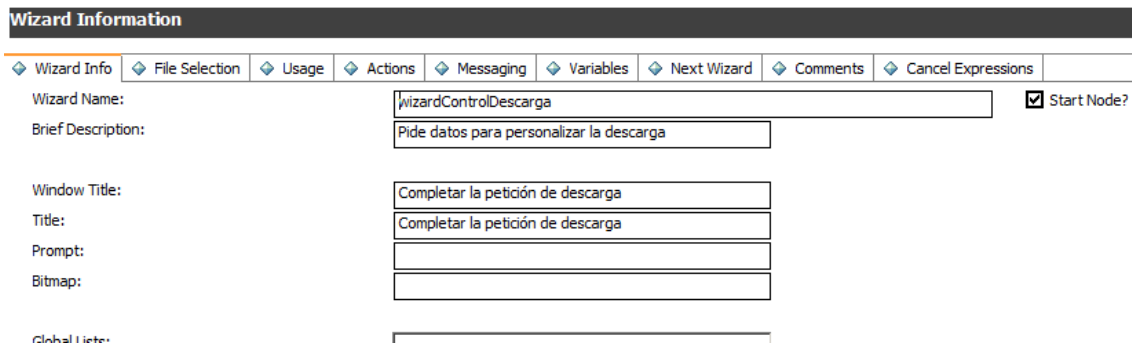 Wizard Information
Wizard Info File Selection Usage Actions Messaging Variables Next Wizard Comments Cancel Expressions
Wizard Name: wizardControlDescarga Start Node?
Brief Description: Pide datos para personalizar la descarga
Window Title: Completar la petición de descarga
Title: Completar la petición de descarga
Prompt:
Bitmap:
Global Lists: